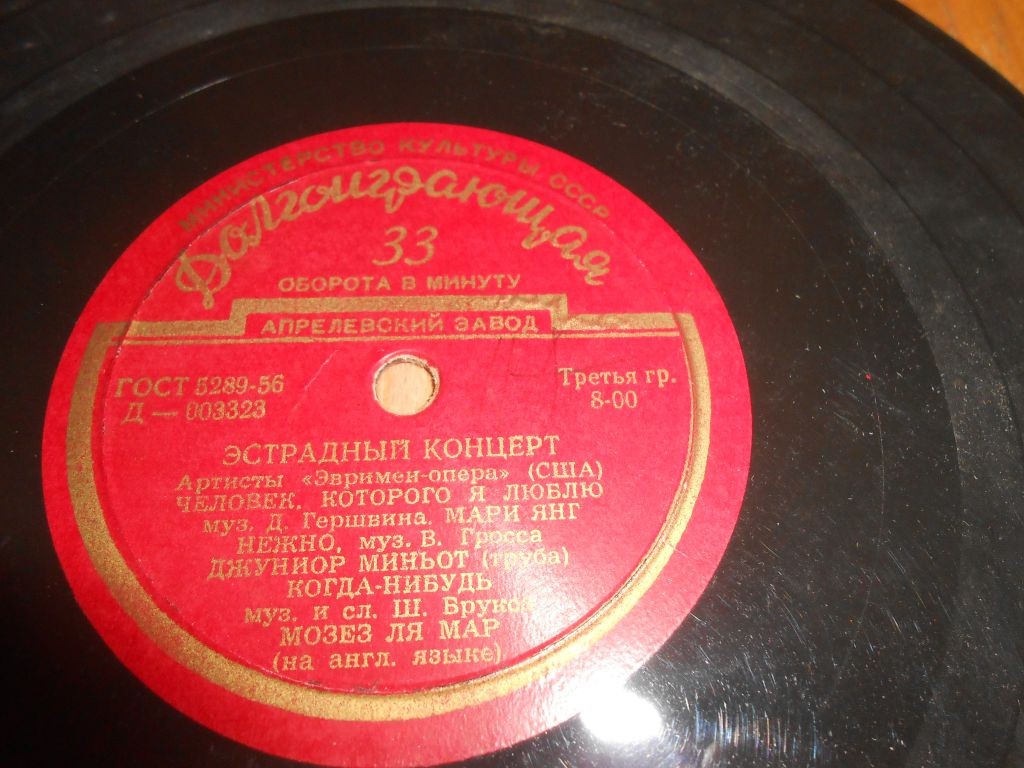 МИНИСТЕРСТВО КУЛЬТУРЫ СССР
Долгоиграющая
33
ОБОРОТА В МИНУТУ
АПРЕЛЕВСКИЙ ЗАВОД
ГОСТ 5289-56
Д — 003323
Третья гр.
8-00
ЭСТРАДНЫЙ КОНЦЕРТ
Артисты «Эвримен-опера» (США)
ЧЕЛОВЕК, КОТОРОГО Я ЛЮБЛЮ
муз. Д. Гершвина. МАРИ ЯНГ
НЕЖНО, муз. В. Гросса
ДЖУНИОР МИНЬОТ (труба)
КОГДА-НИБУДЬ
муз. и сл. Ш. Брукса
МОЗЕЗ ЛЯ МАР
(на англ. языке)